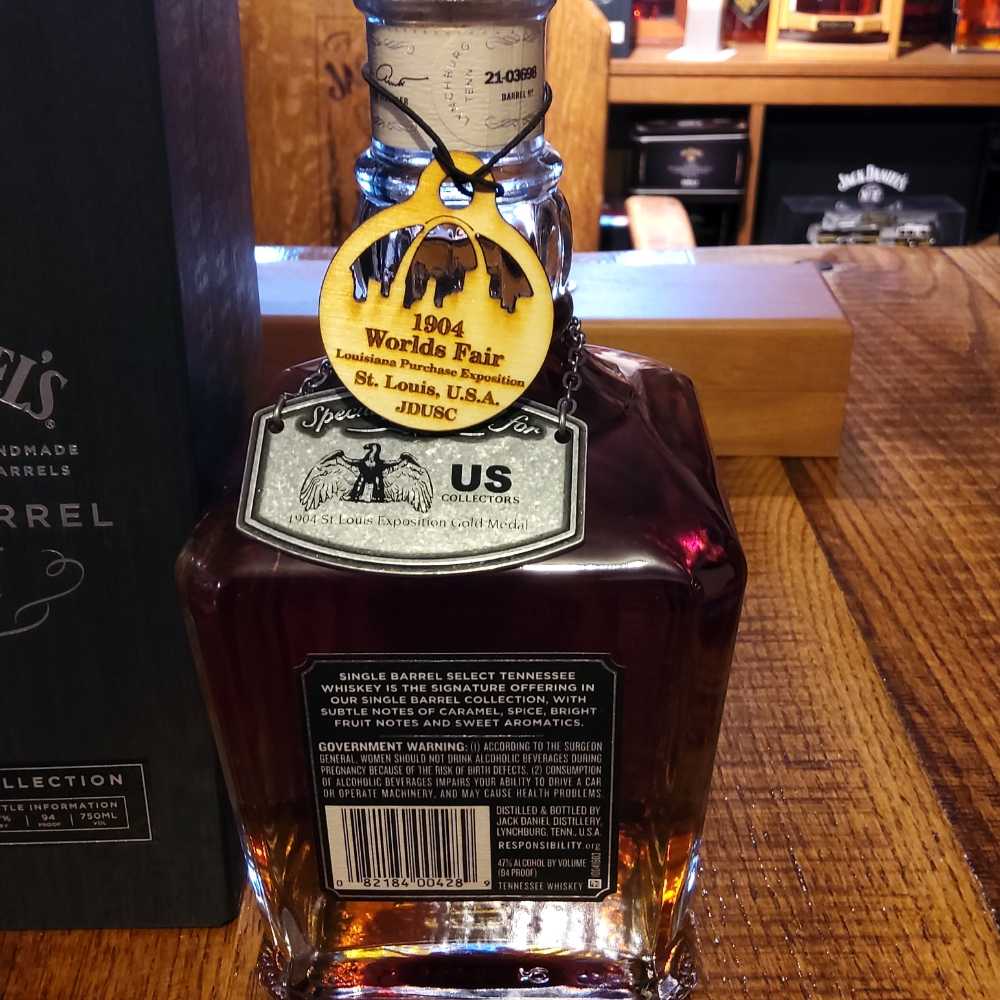 LYNCHBURG
TENN
21-03698
BARREL Nº
1904
Worlds Fair
Louisiana Purchase Exposition
St. Louis, U.S.A.
JDUSC
for
US
COLLECTORS
1904 St Louis Exposition Gold Medal
SINGLE BARREL SELECT TENNESSEE
WHISKEY IS THE SIGNATURE OFFERING IN
OUR SINGLE BARREL COLLECTION, WITH
SUBTLE NOTES OF CARAMEL, SPICE, BRIGHT
FRUIT NOTES AND SWEET AROMATICS.
GOVERNMENT WARNING: (1) ACCORDING TO THE SURGEON
GENERAL, WOMEN SHOULD NOT DRINK ALCOHOLIC BEVERAGES DURING
PREGNANCY BECAUSE OF THE RISK OF BIRTH DEFECTS. (2) CONSUMPTION
OF ALCOHOLIC BEVERAGES IMPAIRS YOUR ABILITY TO DRIVE A CAR
OR OPERATE MACHINERY, AND MAY CAUSE HEALTH PROBLEMS
DISTILLED & BOTTLED BY
JACK DANIEL DISTILLERY,
LYNCHBURG, TENN., U.S.A.
RESPONSIBILITY.org
47% ALCOHOL BY VOLUME
(94 PROOF)
TENNESSEE WHISKEY
0 82184 00428 9
EL'S
NDMADE
ARRELS
RREL
LLECTION
TTLE INFORMATION
% | 94 | 750ML
PROOF VOL
JACK DANIEL'S